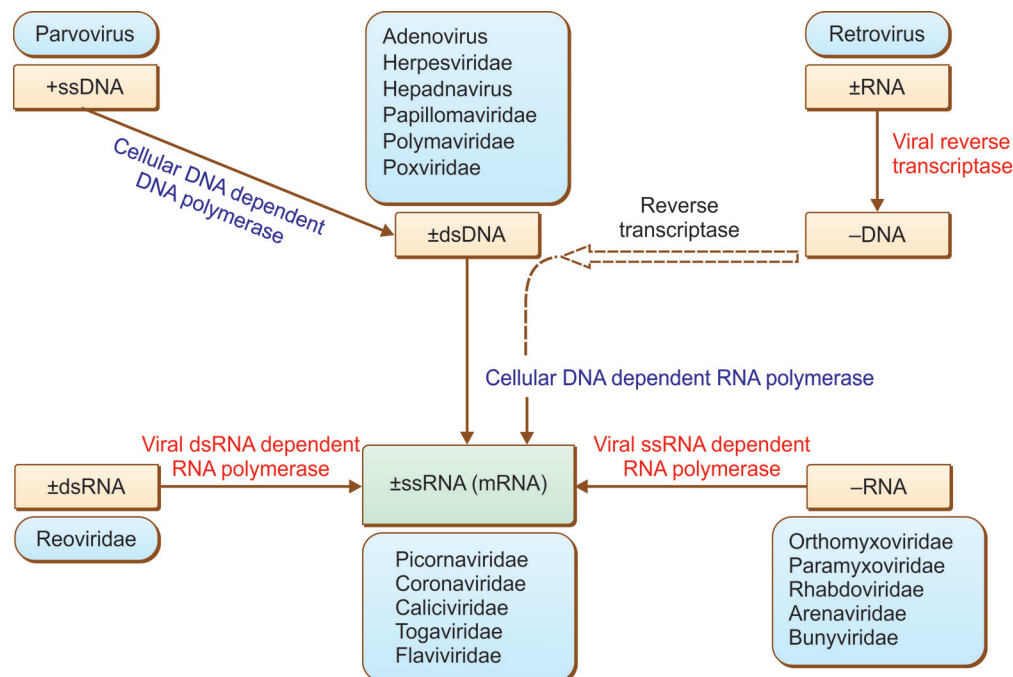 Parvovirus
+ssDNA
Cellular DNA dependent
DNA polymerase
Adenovirus
Herpesviridae
Hepadnavirus
Papillomaviridae
Polymaviridae
Poxviridae
±dsDNA
Retrovirus
±RNA
Viral reverse
transcriptase
–DNA
Reverse
transcriptase
Cellular DNA dependent RNA polymerase
Viral dsRNA dependent
RNA polymerase
±dsRNA
Reoviridae
±ssRNA (mRNA)
Picornaviridae
Coronaviridae
Caliciviridae
Togaviridae
Flaviviridae
Viral ssRNA dependent
RNA polymerase
–RNA
Orthomyxoviridae
Paramyxoviridae
Rhabdoviridae
Arenaviridae
Bunyviridae